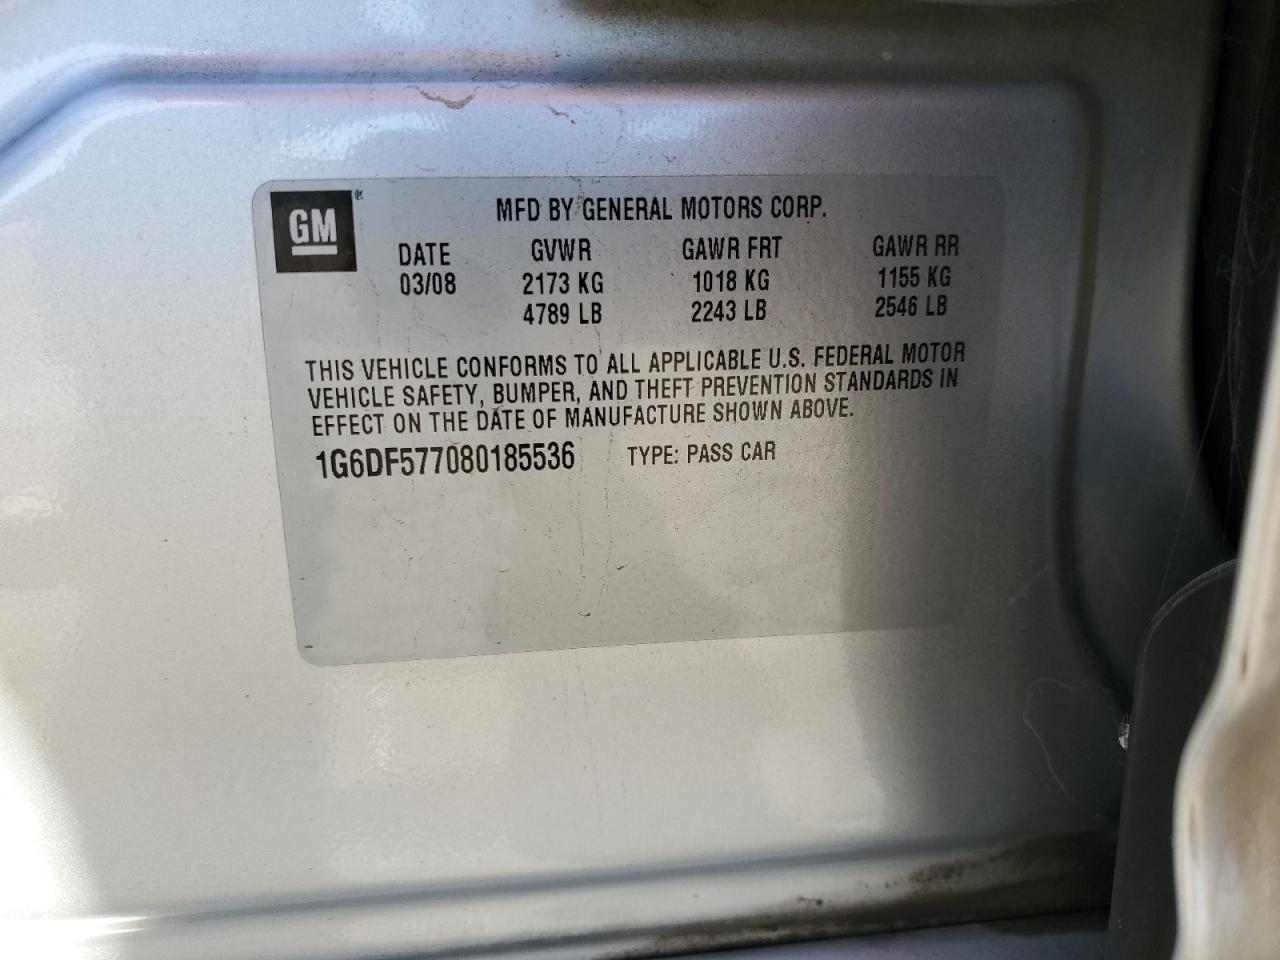 GM ®
MFD BY GENERAL MOTORS CORP.
DATE GVWR GAWR FRT GAWR RR
03/08 2173 KG 1018 KG 1155 KG
4789 LB 2243 LB 2546 LB
THIS VEHICLE CONFORMS TO ALL APPLICABLE U.S. FEDERAL MOTOR
VEHICLE SAFETY, BUMPER, AND THEFT PREVENTION STANDARDS IN
EFFECT ON THE DATE OF MANUFACTURE SHOWN ABOVE.
1G6DF577080185536 TYPE: PASS CAR